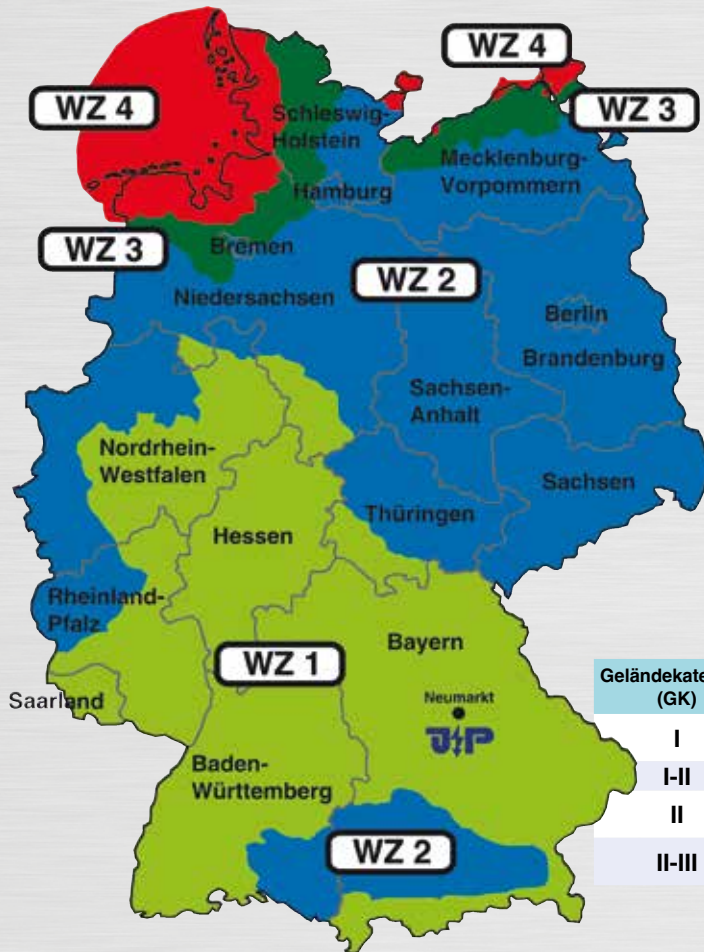 WZ 4
WZ 4
WZ 3
Schleswig-
Holstein
Mecklenburg-
Vorpommern
Hamburg
WZ 3
Bremen
WZ 2
Niedersachsen
Berlin
Brandenburg
Sachsen-
Anhalt
Nordrhein-
Westfalen
Sachsen
Thüringen
Hessen
Rheinland-
Pfalz
Bayern
WZ 1
Saarland
Neumarkt
J P
Baden-
Württemberg
WZ 2
Geländekate
(GK)
I
I-II
II
II-III